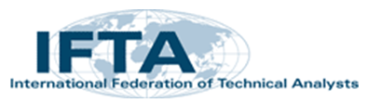 IFTA
International Federation of Technical Analysts